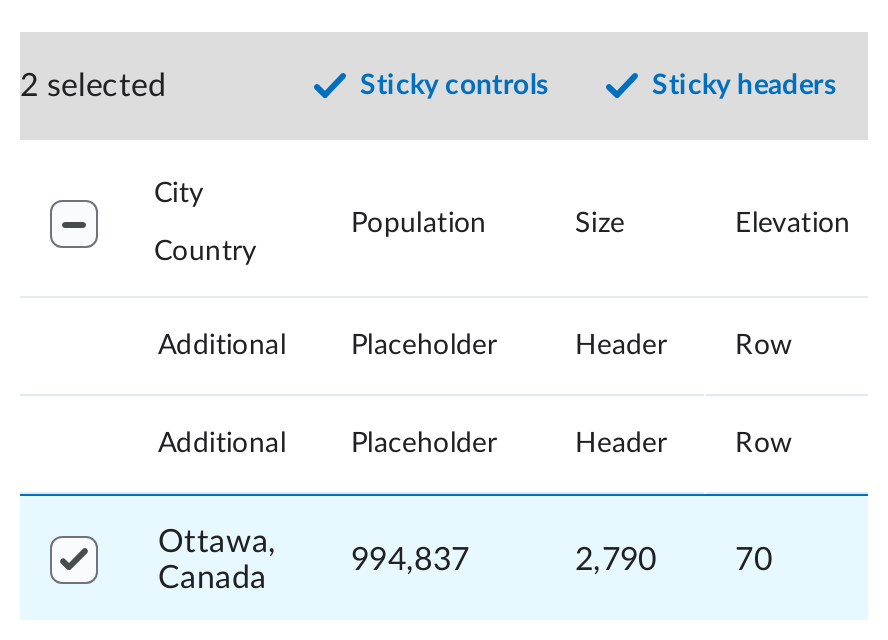 2 selected Sticky controls Sticky headers
City
Country
Population Size Elevation
Additional Placeholder Header Row
Additional Placeholder Header Row
Ottawa,
Canada
994,837 2,790 70